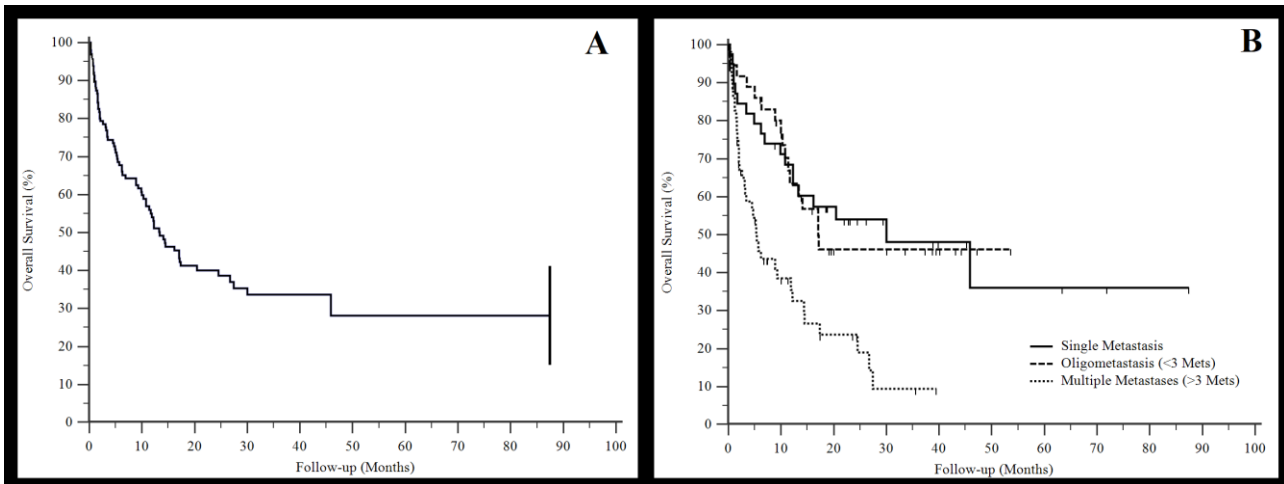 A
100
90
80
70
60
50
40
30
20
10
0
Overall Survival (%)
0 10 20 30 40 50 60 70 80 90 100
Follow-up (Months)
B
100
90
80
70
60
50
40
30
20
10
0
Overall Survival (%)
Single Metastasis
Oligometastasis (<3 Mets)
Multiple Metastases (>3 Mets)
0 10 20 30 40 50 60 70 80 90 100
Follow-up (Months)